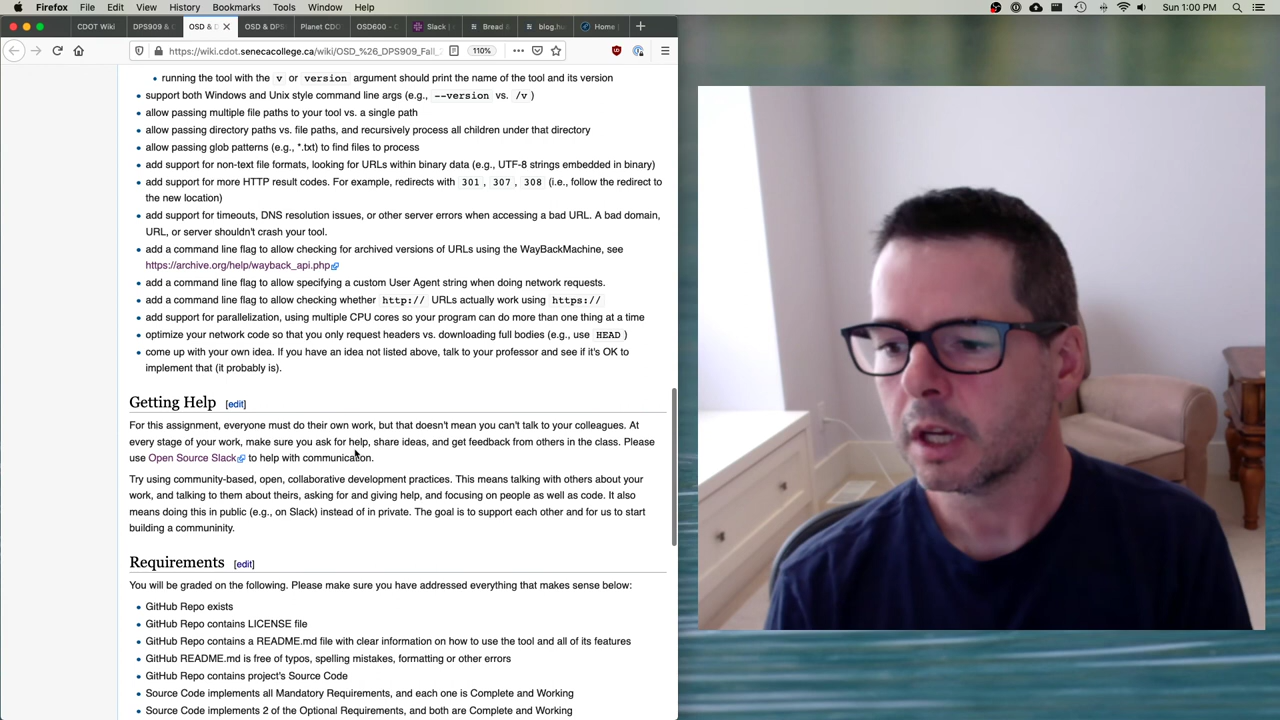 Firefox File Edit View History Bookmarks Tools Window Help Sun 1:00 PM
CDOT Wiki DPS909 & OSD & D OSD & DPS Planet CDO OSD600 - Slack | Bread & blog.hu Home |
https://wiki.cdot.senecacollege.ca/wiki/OSD_%26_DPS909_Fall_ 110%
running the tool with the v or version argument should print the name of the tool and its version
support both Windows and Unix style command line args (e.g., --version vs. /v )
allow passing multiple file paths to your tool vs. a single path
allow passing directory paths vs. file paths, and recursively process all children under that directory
allow passing glob patterns (e.g., *.txt) to find files to process
add support for non-text file formats, looking for URLs within binary data (e.g., UTF-8 strings embedded in binary)
add support for more HTTP result codes. For example, redirects with 301 , 307 , 308 (i.e., follow the redirect to
the new location)
add support for timeouts, DNS resolution issues, or other server errors when accessing a bad URL. A bad domain,
URL, or server shouldn't crash your tool.
add a command line flag to allow checking for archived versions of URLs using the WayBackMachine, see
https://archive.org/help/wayback_api.php
add a command line flag to allow specifying a custom User Agent string when doing network requests.
add a command line flag to allow checking whether http:// URLs actually work using https://
add support for parallelization, using multiple CPU cores so your program can do more than one thing at a time
optimize your network code so that you only request headers vs. downloading full bodies (e.g., use HEAD )
come up with your own idea. If you have an idea not listed above, talk to your professor and see if it's OK to
implement that (it probably is).
Getting Help [edit]
For this assignment, everyone must do their own work, but that doesn't mean you can't talk to your colleagues. At
every stage of your work, make sure you ask for help, share ideas, and get feedback from others in the class. Please
use Open Source Slack to help with communication.
Try using community-based, open, collaborative development practices. This means talking with others about your
work, and talking to them about theirs, asking for and giving help, and focusing on people as well as code. It also
means doing this in public (e.g., on Slack) instead of in private. The goal is to support each other and for us to start
building a communinity.
Requirements [edit]
You will be graded on the following. Please make sure you have addressed everything that makes sense below:
GitHub Repo exists
GitHub Repo contains LICENSE file
GitHub Repo contains a README.md file with clear information on how to use the tool and all of its features
GitHub README.md is free of typos, spelling mistakes, formatting or other errors
GitHub Repo contains project's Source Code
Source Code implements all Mandatory Requirements, and each one is Complete and Working
Source Code implements 2 of the Optional Requirements, and both are Complete and Working